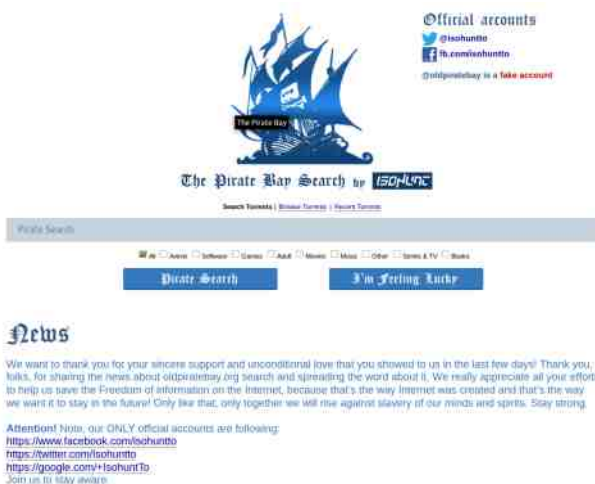 Official accounts
@isohuntto
fb.com/isohuntto
@oldpiratebay is a fake account
The Pirate Bay
The Pirate Bay Search by ISOHUNT
Search Torrents | Browse Torrents | Recent Torrents
Pirate Search
All Anime Software Games Adult Movies Music Other Series & TV Books
Pirate Search I'm Feeling Lucky
News
We want to thank you for your sincere support and unconditional love that you showed to us in the last few days! Thank you,
folks, for sharing the news about oldpiratebay.org search and spreading the word about it. We really appreciate all your effort
to help us save the Freedom of information on the Internet, because that's the way Internet was created and that's the way
we want it to stay in the future! Only like that, only together we will rise against slavery of our minds and spirits. Stay strong.
Attention! Note, our ONLY official accounts are following:
https://www.facebook.com/isohuntto
https://twitter.com/isohuntto
https://google.com/+IsohuntTo
Join us to stay aware